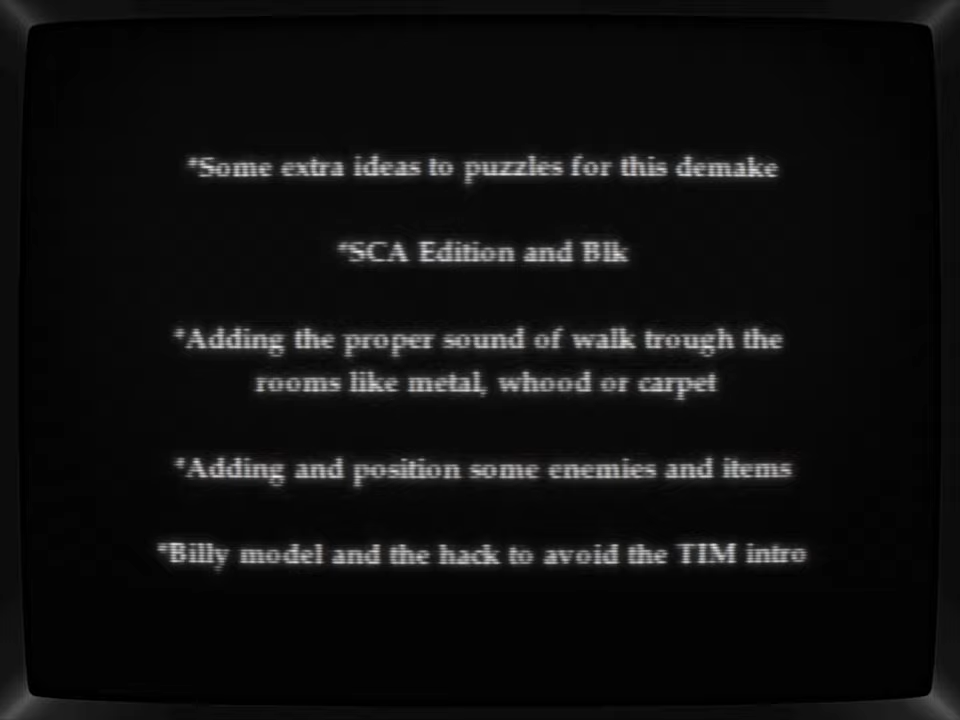 *Some extra ideas to puzzles for this demake
*SCA Edition and Blk
*Adding the proper sound of walk trough the
rooms like metal, whood or carpet
*Adding and position some enemies and items
*Billy model and the hack to avoid the TIM intro